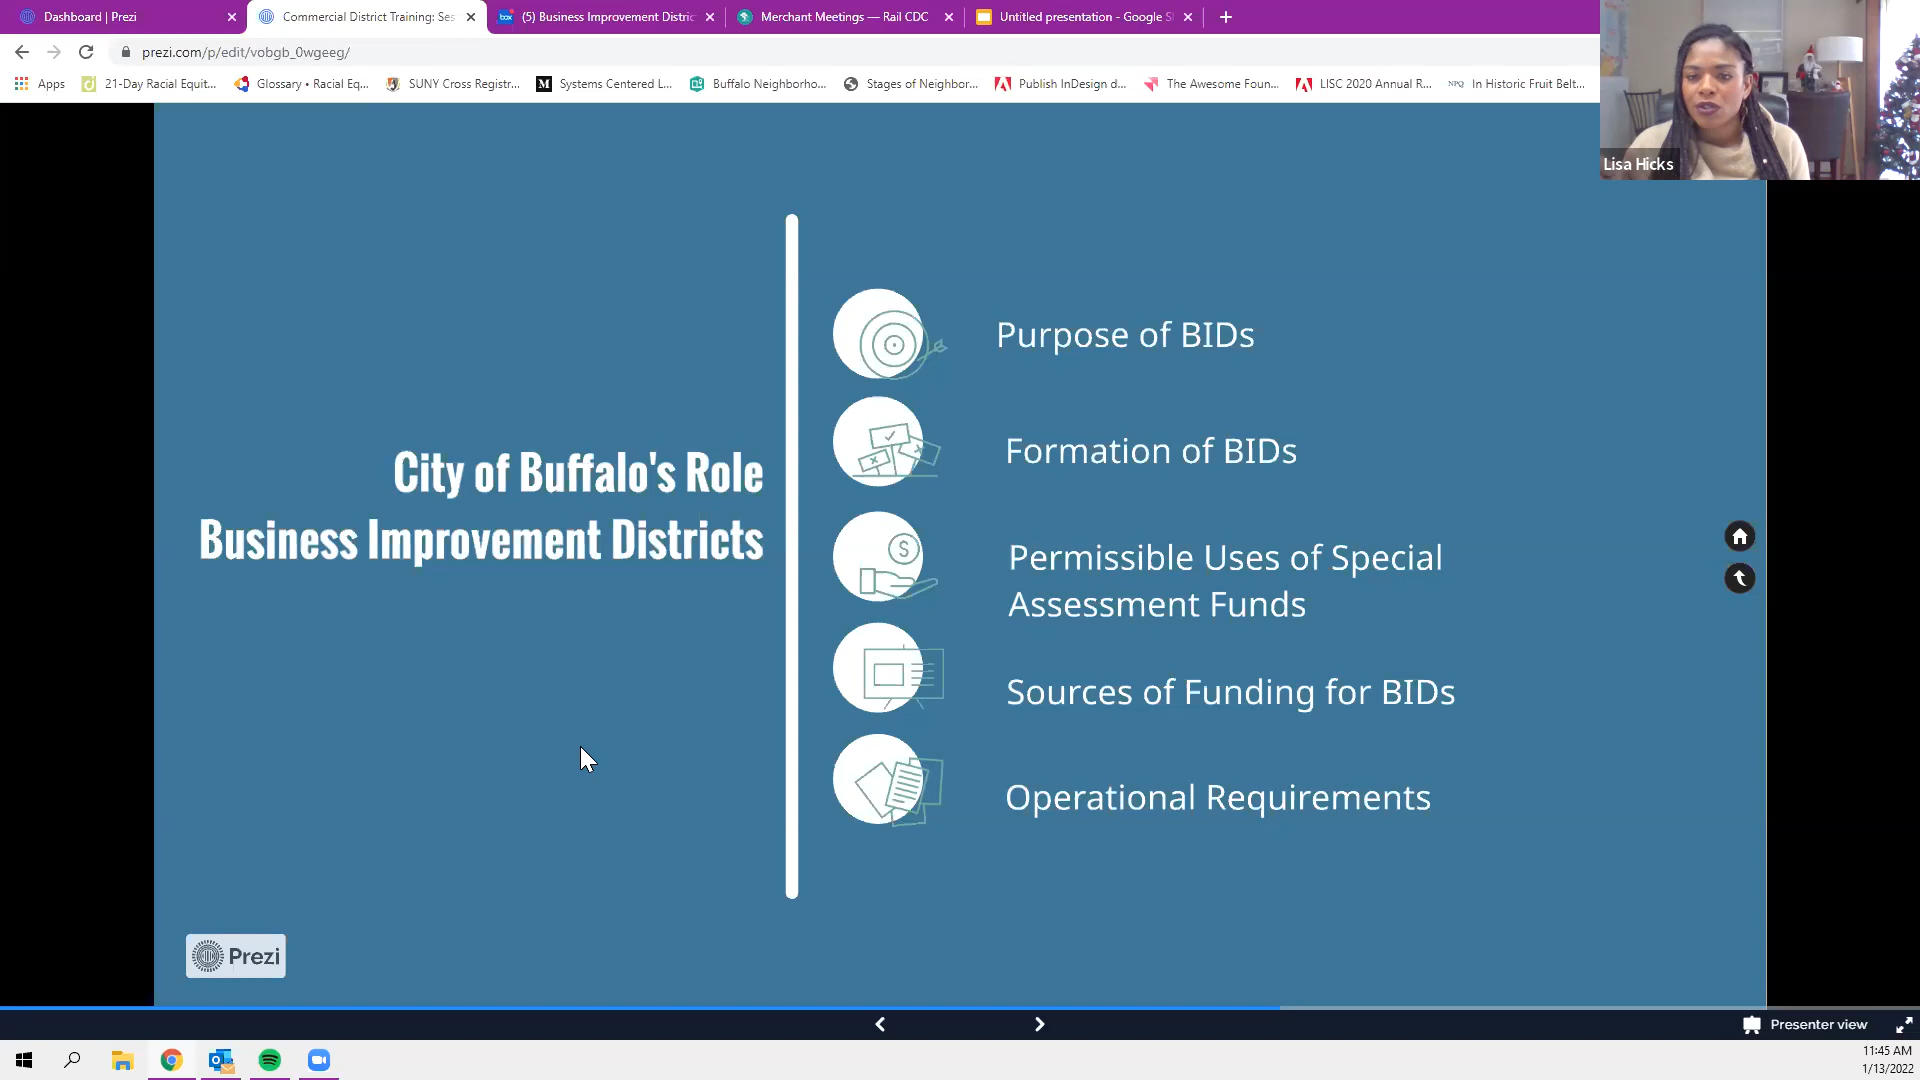 Dashboard | Prezi
Commercial District Training: Ses
box
(5) Business Improvement Distric
Merchant Meetings — Rail CDC
Untitled presentation - Google S
prezi.com/p/edit/vobgb_0wgeeg/
Apps
21-Day Racial Equit...
Glossary • Racial Eq...
SUNY Cross Registr...
Systems Centered L...
Buffalo Neighborho...
Stages of Neighbor...
Publish InDesign d...
The Awesome Foun...
LISC 2020 Annual R...
NPQ
In Historic Fruit Belt...
Lisa Hicks
City of Buffalo's Role
Business Improvement Districts
Purpose of BIDs
Formation of BIDs
Permissible Uses of Special
Assessment Funds
Sources of Funding for BIDs
Operational Requirements
Prezi
Presenter view
11:45 AM
1/13/2022